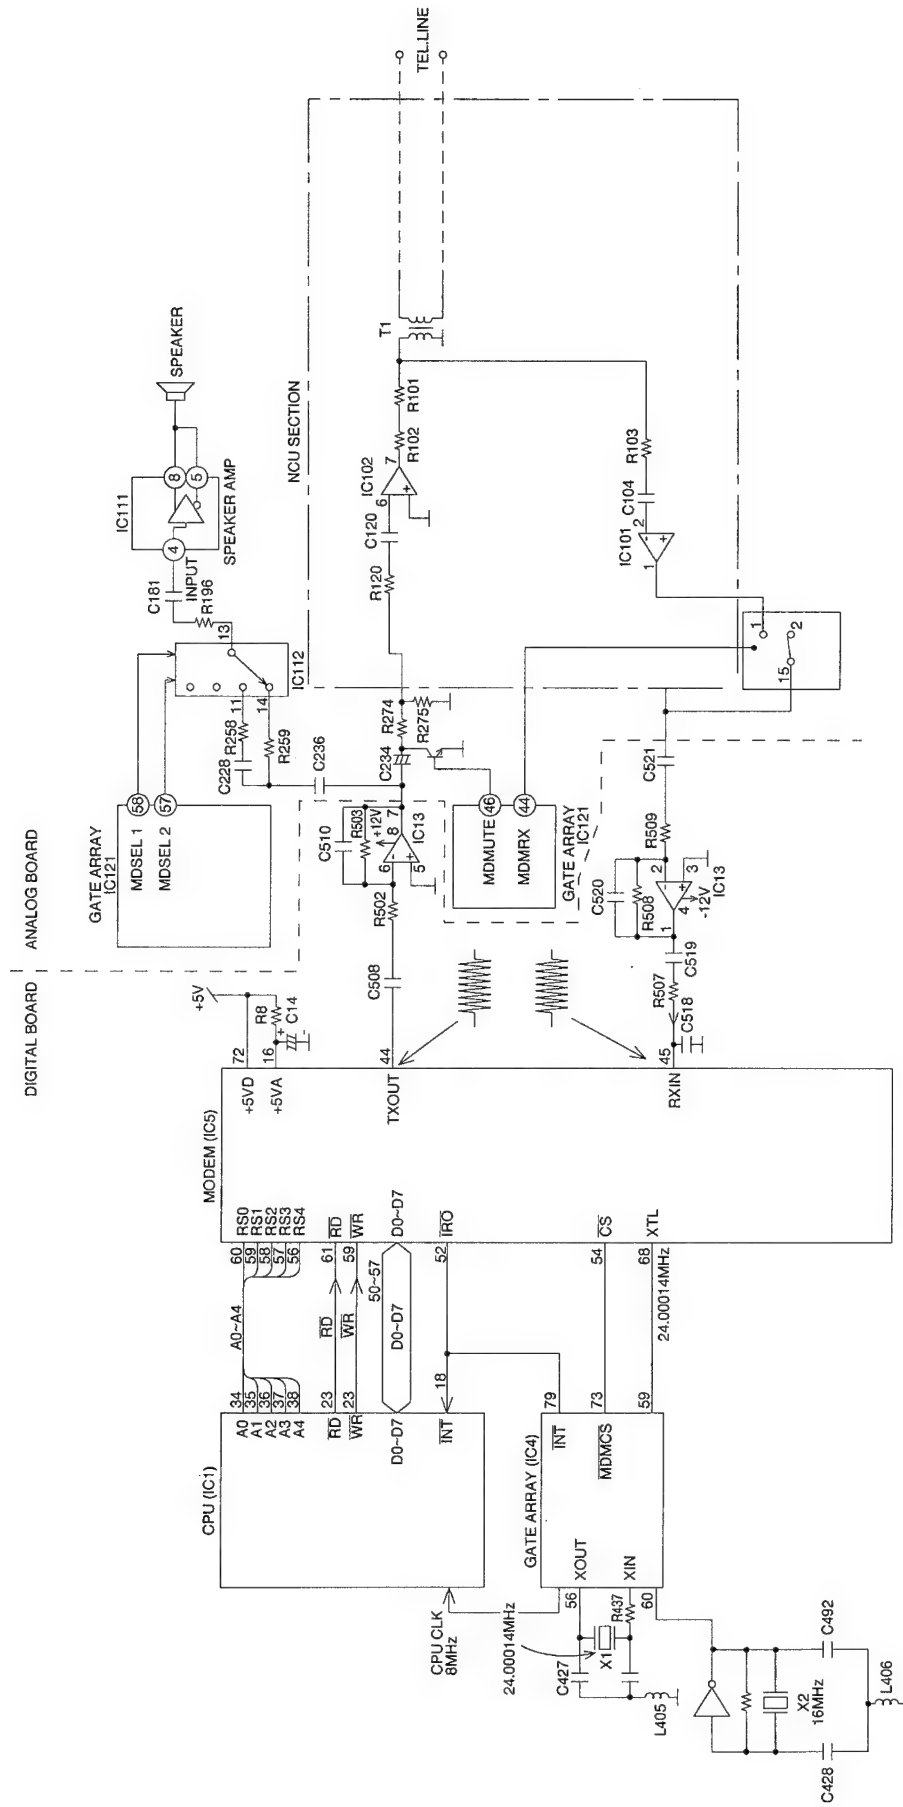 DIGITAL BOARD
ANALOG BOARD
CPU (IC1)
A0 34
A1 35
A2 36
A3 37
A4 38
A0~A4
60 RS0
59 RS1
58 RS2
57 RS3
56 RS4
RD 23
RD
61 RD
WR 23
WR
59 WR
50~57
D0~D7
D0~D7
D0~D7
INT
18
52 IRO
CPU CLK
8MHz
GATE ARRAY (IC4)
INT 79
MDMCS 73
54 CS
59
68 XTL
24.00014MHz
XOUT
56
XIN
60
R437
24.00014MHz
X1
C427
L405
X2
16MHz
C428
C492
L406
MODEM (IC5)
+5VD 72
+5VA 16
+5V
R8
+
C14
TXOUT 44
RXIN 45
C508
R502
C510
R503
+12V
6
8
7
5
IC13
C518
R507
C519
1
C520
R508
2
3
4
-12V
IC13
R509
C521
GATE ARRAY
IC121
MDSEL 1 58
MDSEL 2 57
C228
R258
R259
C236
11
14
13
IC112
R196
C181
INPUT
4
IC111
8
5
SPEAKER AMP
SPEAKER
C234
R274
R275
MDMUTE 46
MDMRX 44
GATE ARRAY
IC121
NCU SECTION
R120
C120
6
IC102
+
7
R102
R101
T1
TEL.LINE
R103
C104
2
-
+
IC101
1
1
2
15